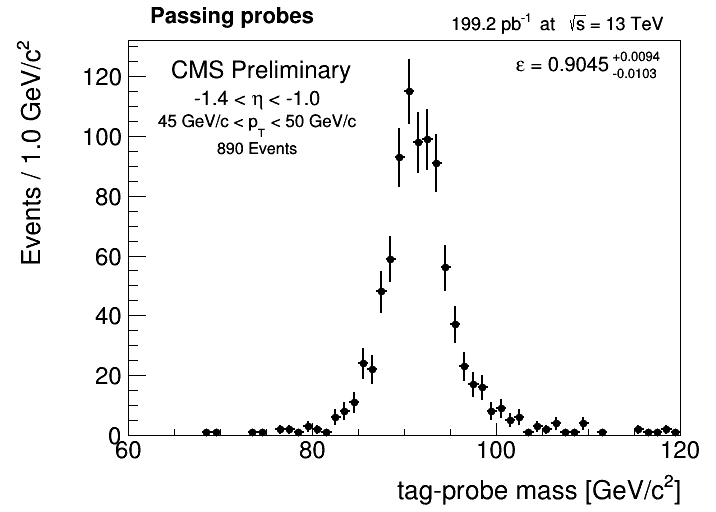 Passing probes
199.2 pb-1 at √s = 13 TeV
CMS Preliminary
ε = 0.9045 +0.0094 -0.0103
-1.4 < η < -1.0
45 GeV/c < pT < 50 GeV/c
890 Events
Events / 1.0 GeV/c2
120
100
80
60
40
20
0
60 80 100 120
tag-probe mass [GeV/c2]